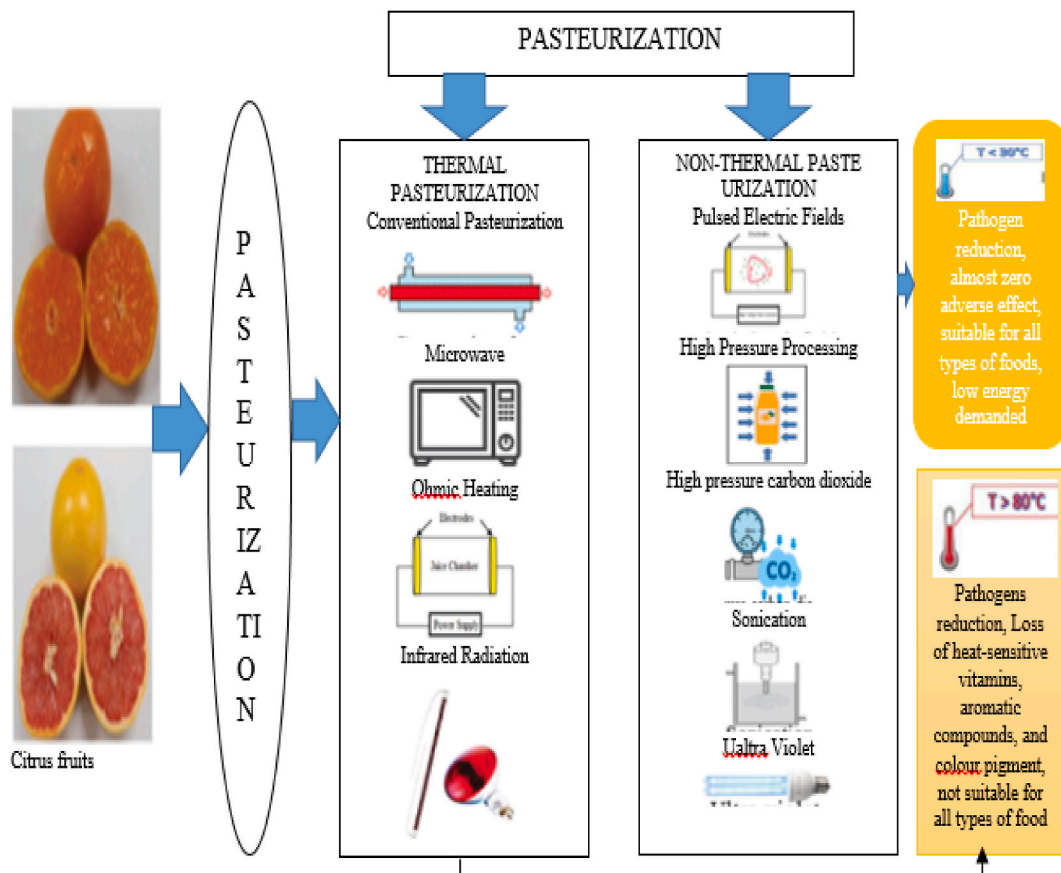 PASTEURIZATION
Citrus fruits
P
A
S
T
E
U
R
IZ
A
TI
O
N
THERMAL
PASTEURIZATION
Conventional Pasteurization
Microwave
Ohmic Heating
Electrodes
Juice Chamber
Power Supply
Infrared Radiation
NON-THERMAL PASTE
URIZATION
Pulsed Electric Fields
High Pressure Processing
High pressure carbon dioxide
CO₂
Sonication
Ualtra Violet
Pathogen
reduction,
almost zero
adverse effect,
suitable for all
types of foods,
low energy
demanded
T > 80°C
Pathogens
reduction, Loss
of heat-sensitive
vitamins,
aromatic
compounds, and
colour pigment,
not suitable for
all types of food